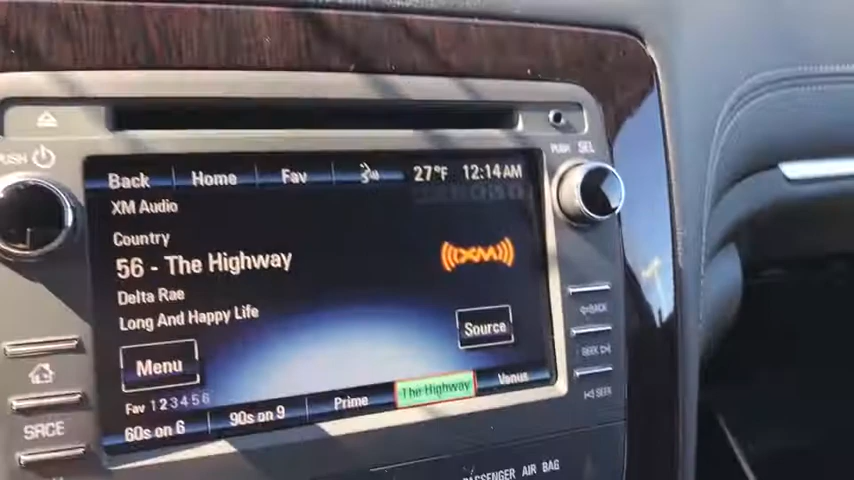 PUSH
PUSH SEL
Back Home Fav 27°F 12:14 AM
XM Audio
Country
56 - The Highway
XM
Delta Rae
Long And Happy Life
Source
Menu
Fav 1 2 3 4 5 6
60s on 6 90s on 9 Prime The Highway Venus
BACK
SEEK
SEEK
SRCE
PASSENGER AIR BAG